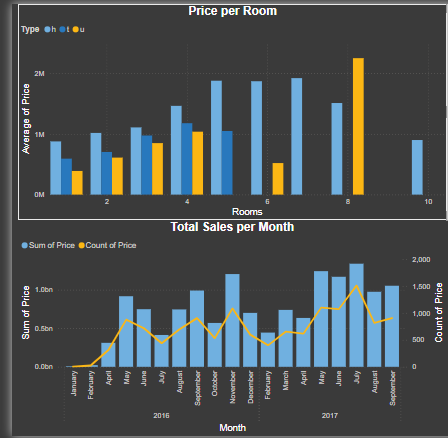 Price per Room
Type h t u
2M
1M
0M
Average of Price
2 4 6 8 10
Rooms
Total Sales per Month
Sum of Price Count of Price
1.0bn
0.5bn
0.0bn
Sum of Price
2,000
1,500
1,000
500
0
Count of Price
January February April May June July August September October November December February March April May June July August September
2016 2017
Month